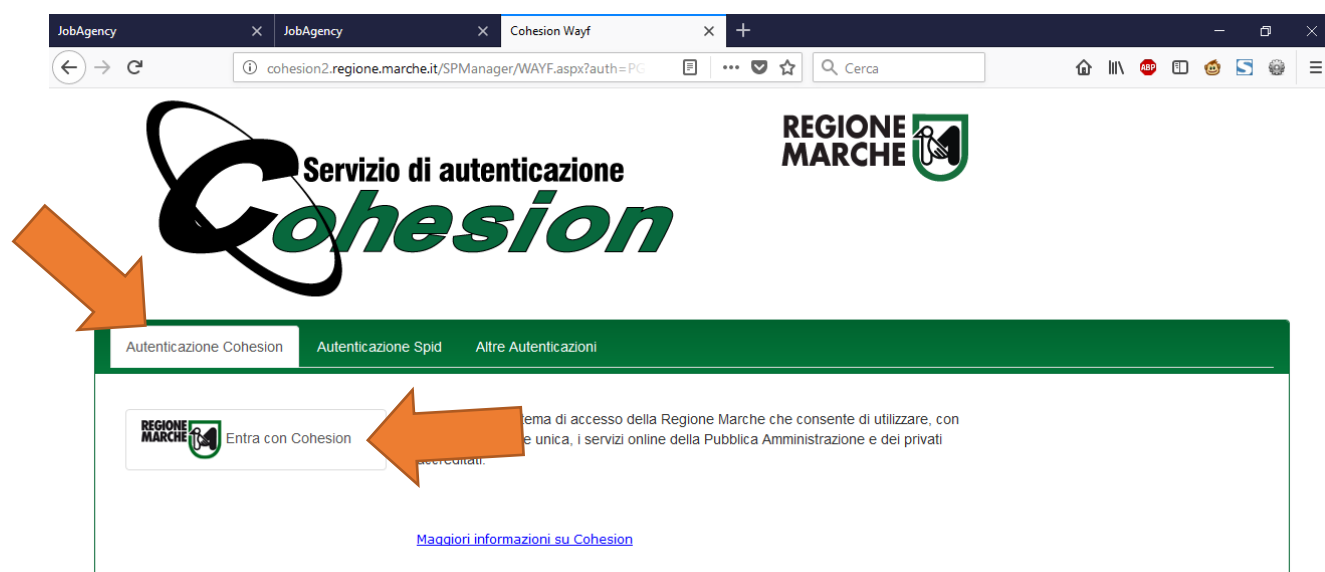 JobAgency
JobAgency
Cohesion Wayf
cohesion2.regione.marche.it/SPManager/WAYF.aspx?auth=PG
Cerca
ABP
Servizio di autenticazione
Cohesion
REGIONE
MARCHE
Autenticazione Cohesion Autenticazione Spid Altre Autenticazioni
REGIONE
MARCHE
Entra con Cohesion
di accesso della Regione Marche che consente di utilizzare, con
unica, i servizi online della Pubblica Amministrazione e dei privati
Maggiori informazioni su Cohesion